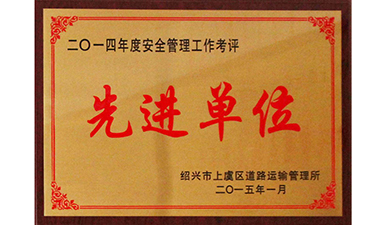 二〇一四年度安全管理工作考评
先进单位
绍兴市上虞区道路运输管理所
二〇一五年一月